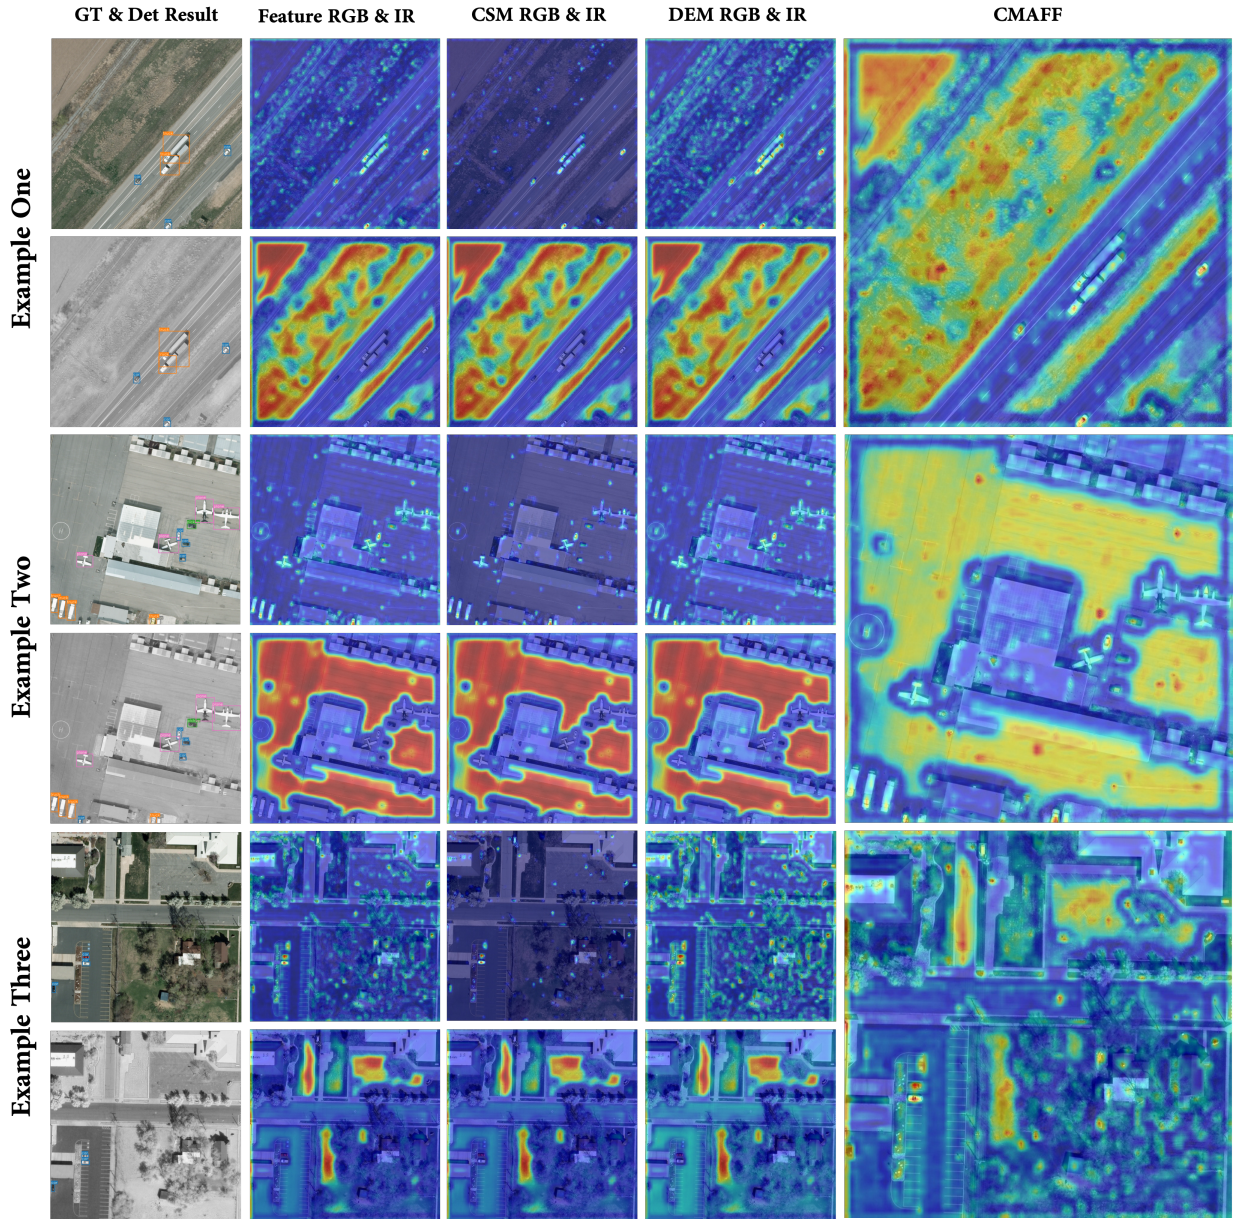 GT & Det Result
Feature RGB & IR
CSM RGB & IR
DEM RGB & IR
CMAFF
Example One
Example Two
Example Three